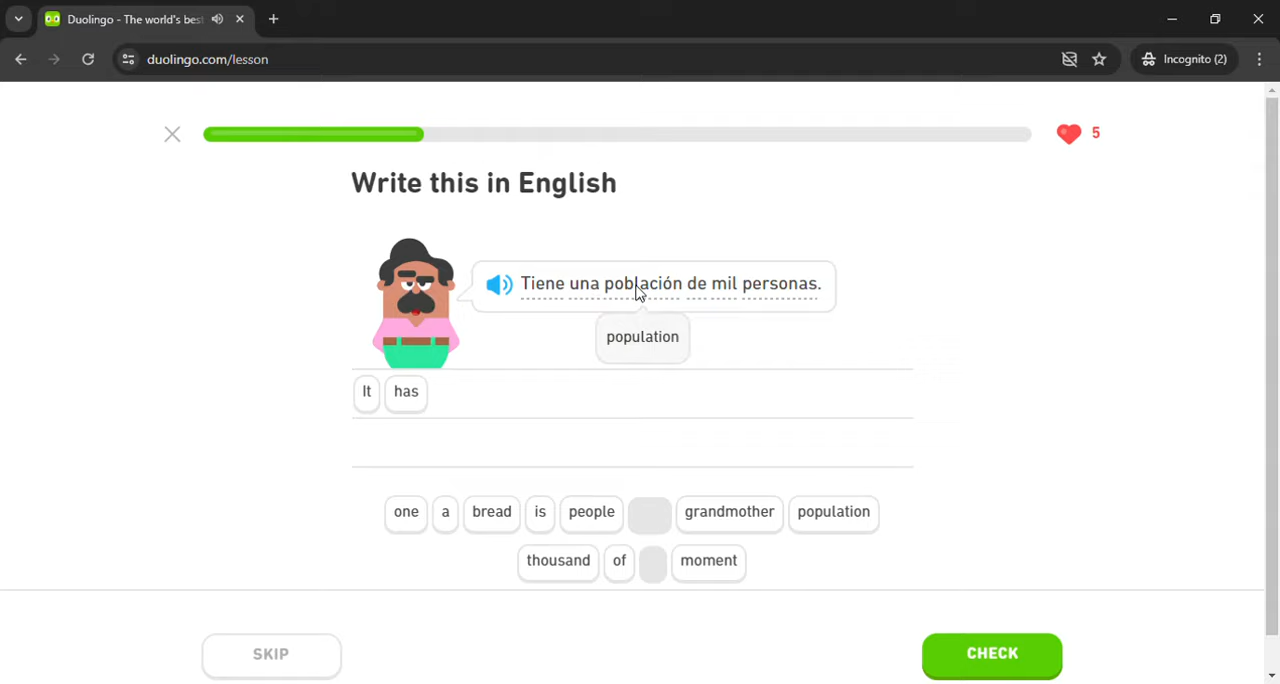 Duolingo - The world's best
duolingo.com/lesson
Incognito (2)
5
Write this in English
Tiene una población de mil personas.
population
It has
one a bread is people grandmother population
thousand of moment
SKIP CHECK